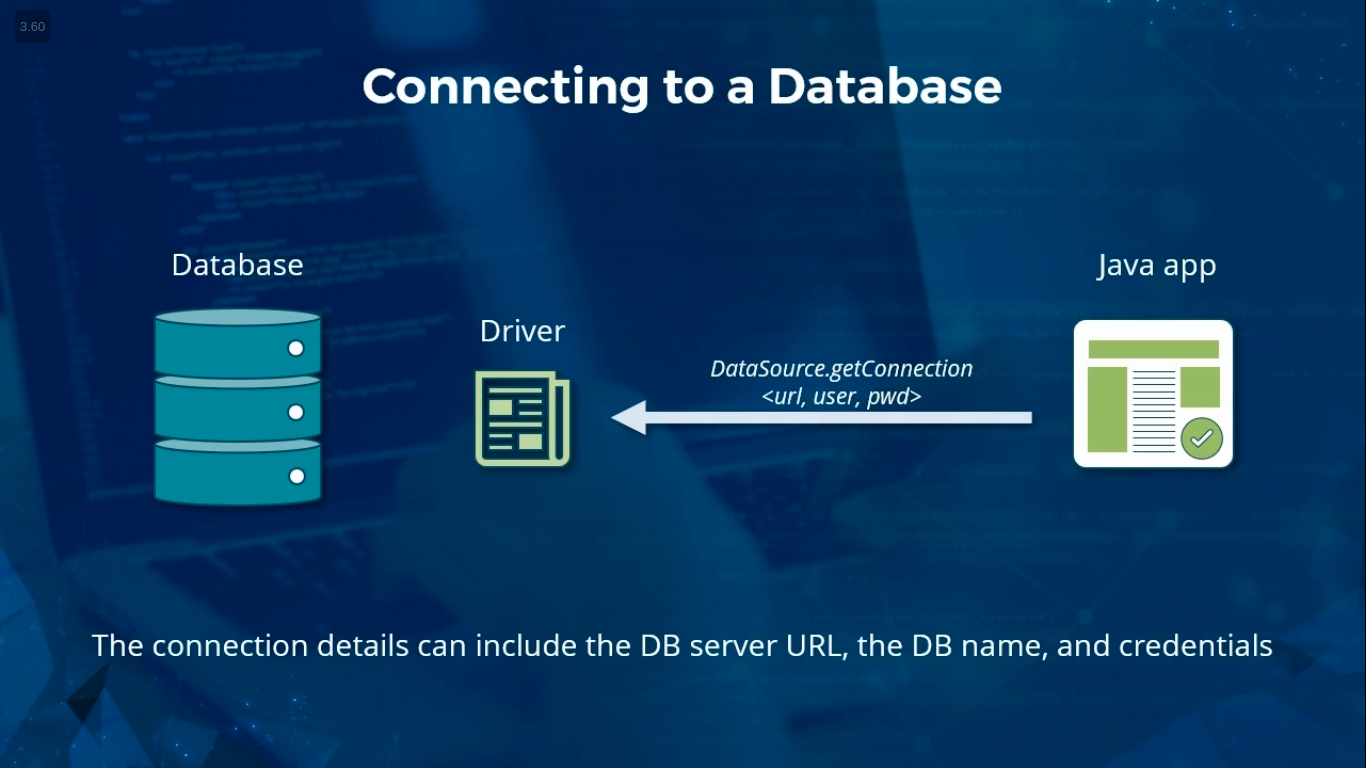 3.60
Connecting to a Database
Database
Java app
Driver
DataSource.getConnection
<url, user, pwd>
The connection details can include the DB server URL, the DB name, and credentials